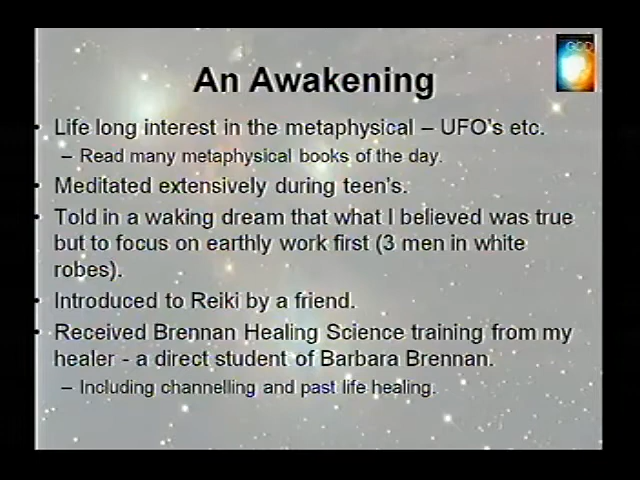 GOD
An Awakening
• Life long interest in the metaphysical – UFO's etc.
– Read many metaphysical books of the day.
• Meditated extensively during teen's.
• Told in a waking dream that what I believed was true
but to focus on earthly work first (3 men in white
robes).
• Introduced to Reiki by a friend.
• Received Brennan Healing Science training from my
healer - a direct student of Barbara Brennan.
– Including channelling and past life healing.